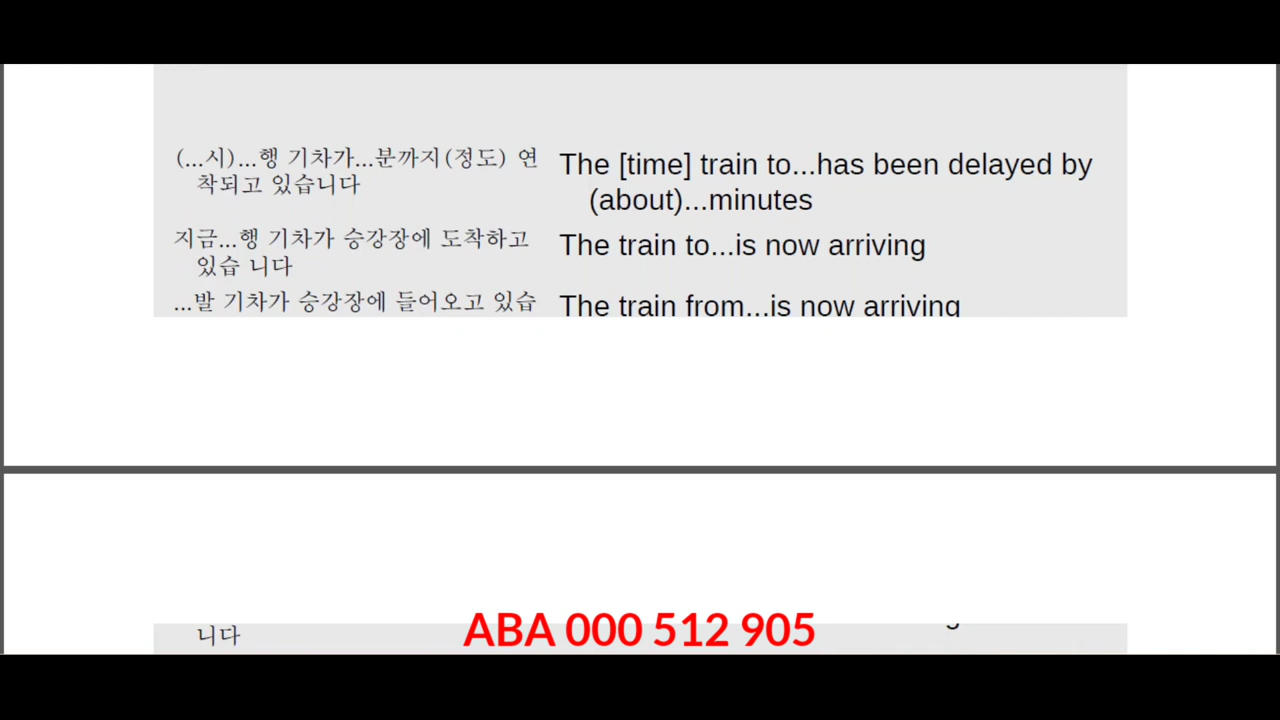 (...시)...행 기차가...분까지(정도) 연
착되고 있습니다
The [time] train to...has been delayed by
(about)...minutes
지금...행 기차가 승강장에 도착하고
있습 니다
The train to...is now arriving
...발 기차가 승강장에 들어오고 있습
The train from...is now arriving
니다
ABA 000 512 905